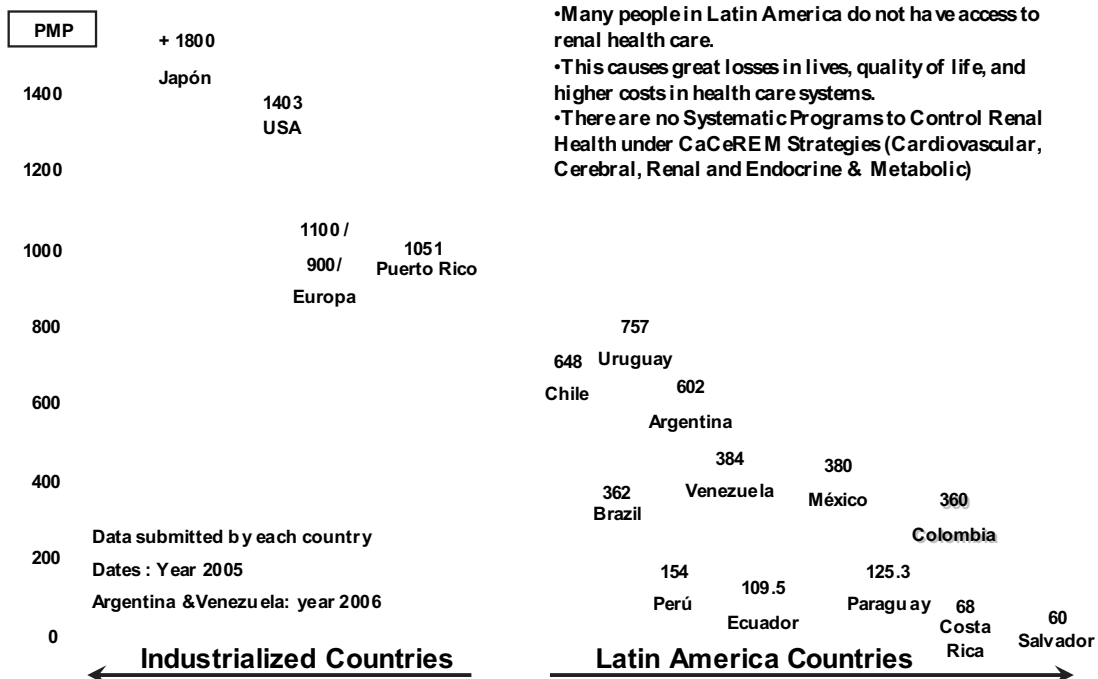 PMP
+ 1800
Japón
1403
USA
1100 /
900/
Europa
1051
Puerto Rico
1400
1200
1000
800
600
400
200
0
•Many people in Latin America do not have access to
renal health care.
•This causes great losses in lives, quality of life, and
higher costs in health care systems.
•There are no Systematic Programs to Control Renal
Health under CaCeREM Strategies (Cardiovascular,
Cerebral, Renal and Endocrine & Metabolic)
757
Uruguay
648
Chile
602
Argentina
384
Venezuela
380
México
362
Brazil
360
Colombia
154
Perú
109.5
Ecuador
125.3
Paraguay
68
Costa
Rica
60
Salvador
Data submitted by each country
Dates : Year 2005
Argentina &Venezuela: year 2006
Industrialized Countries
Latin America Countries